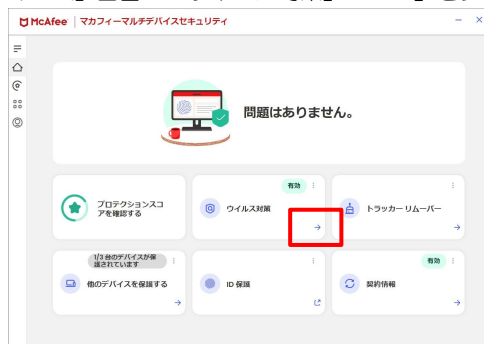 McAfee | マカフィーマルチデバイスセキュリティ
問題はありません。
プロテクションスコ
アを確認する
有効
ウイルス対策
トラッカー リムーバー
1/3 台のデバイスが保
護されています
他のデバイスを保護する
ID 保護
有効
契約情報